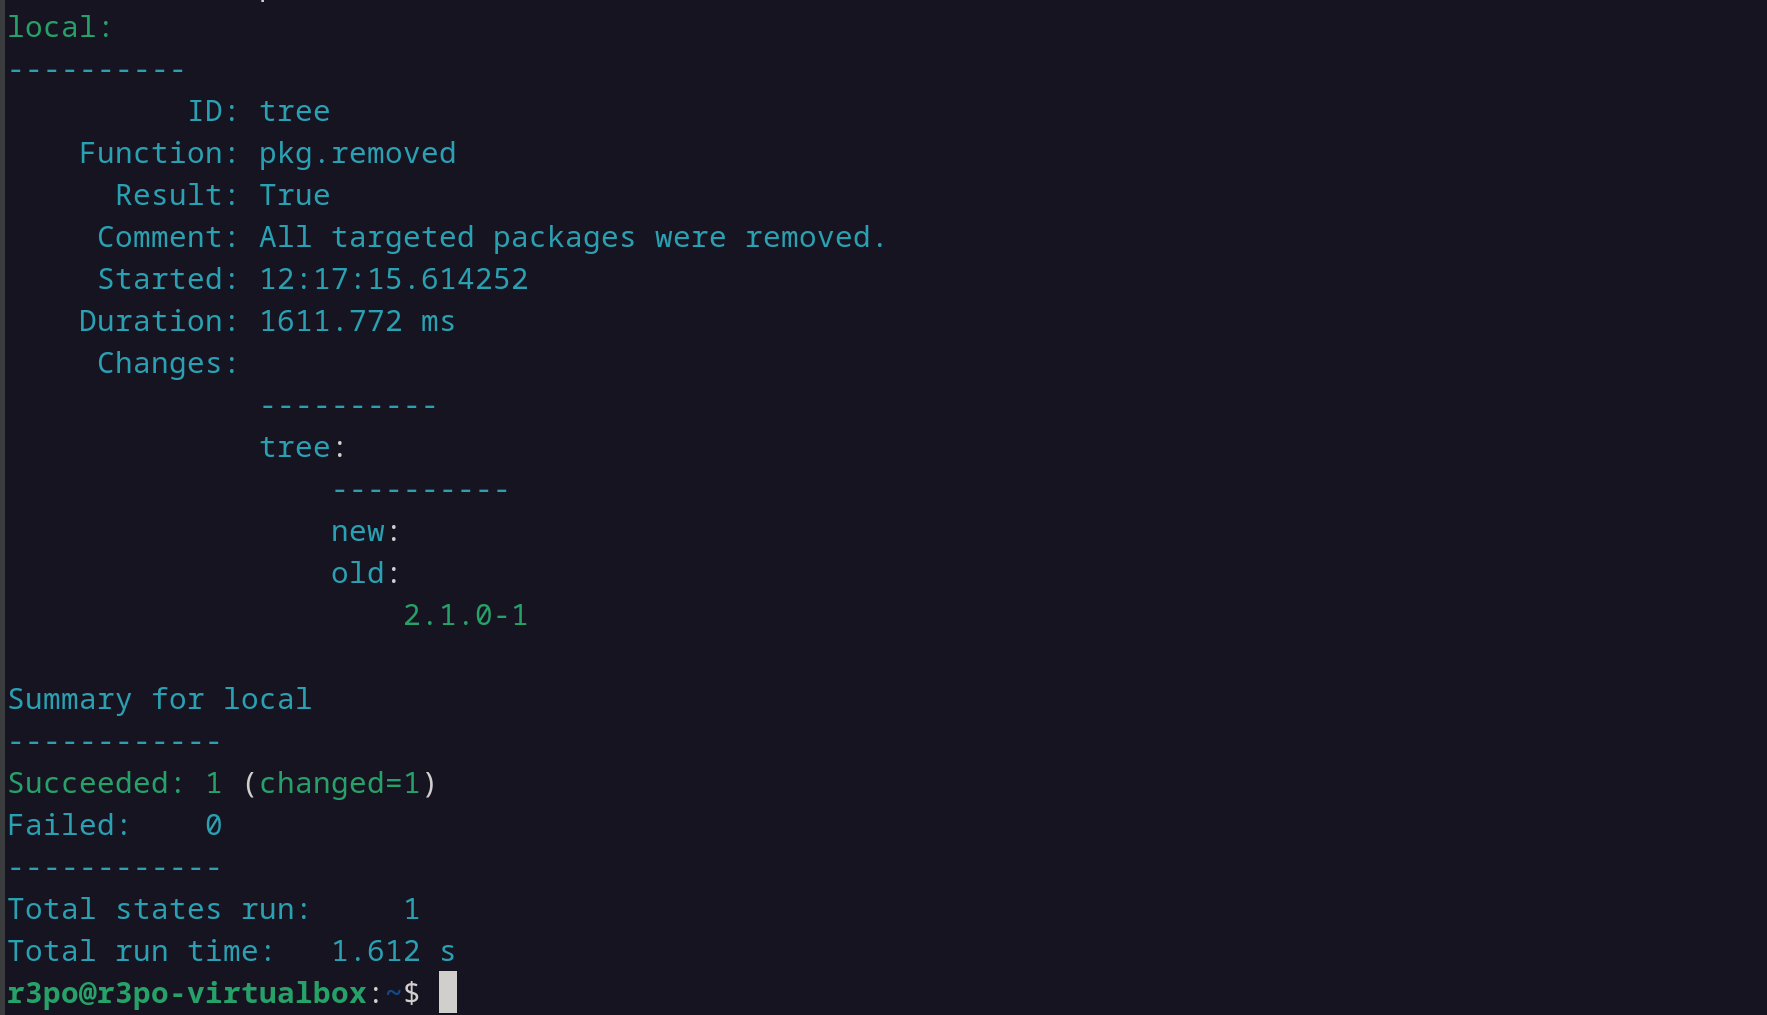 local:
----------
          ID: tree
    Function: pkg.removed
      Result: True
     Comment: All targeted packages were removed.
     Started: 12:17:15.614252
    Duration: 1611.772 ms
     Changes:
              ----------
              tree:
                  ----------
                  new:
                  old:
                      2.1.0-1

Summary for local
------------
Succeeded: 1 (changed=1)
Failed:    0
------------
Total states run:     1
Total run time:   1.612 s
r3po@r3po-virtualbox:~$